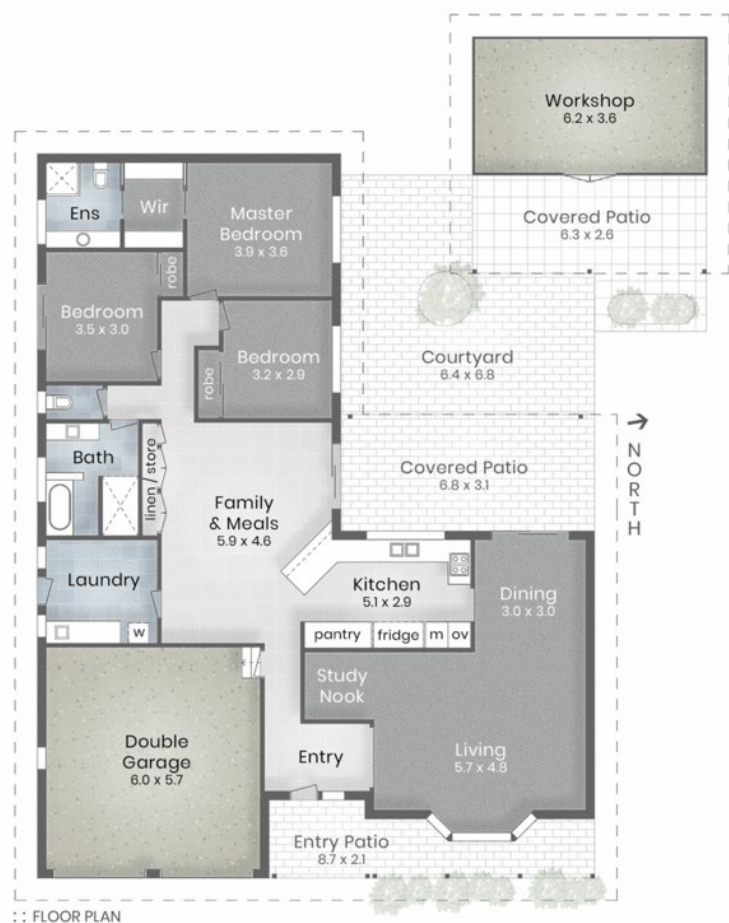 Workshop
6.2 x 3.6
Covered Patio
6.3 x 2.6
Ens
Wir
Master
Bedroom
3.9 x 3.6
robe
Bedroom
3.5 x 3.0
Bedroom
3.2 x 2.9
robe
Courtyard
6.4 x 6.8
Covered Patio
6.8 x 3.1
NORTH
Bath
linen / store
Family
& Meals
5.9 x 4.6
Laundry
w
Kitchen
5.1 x 2.9
Dining
3.0 x 3.0
pantry fridge m ov
Study
Nook
Double
Garage
6.0 x 5.7
Entry
Living
5.7 x 4.8
Entry Patio
8.7 x 2.1
:: FLOOR PLAN